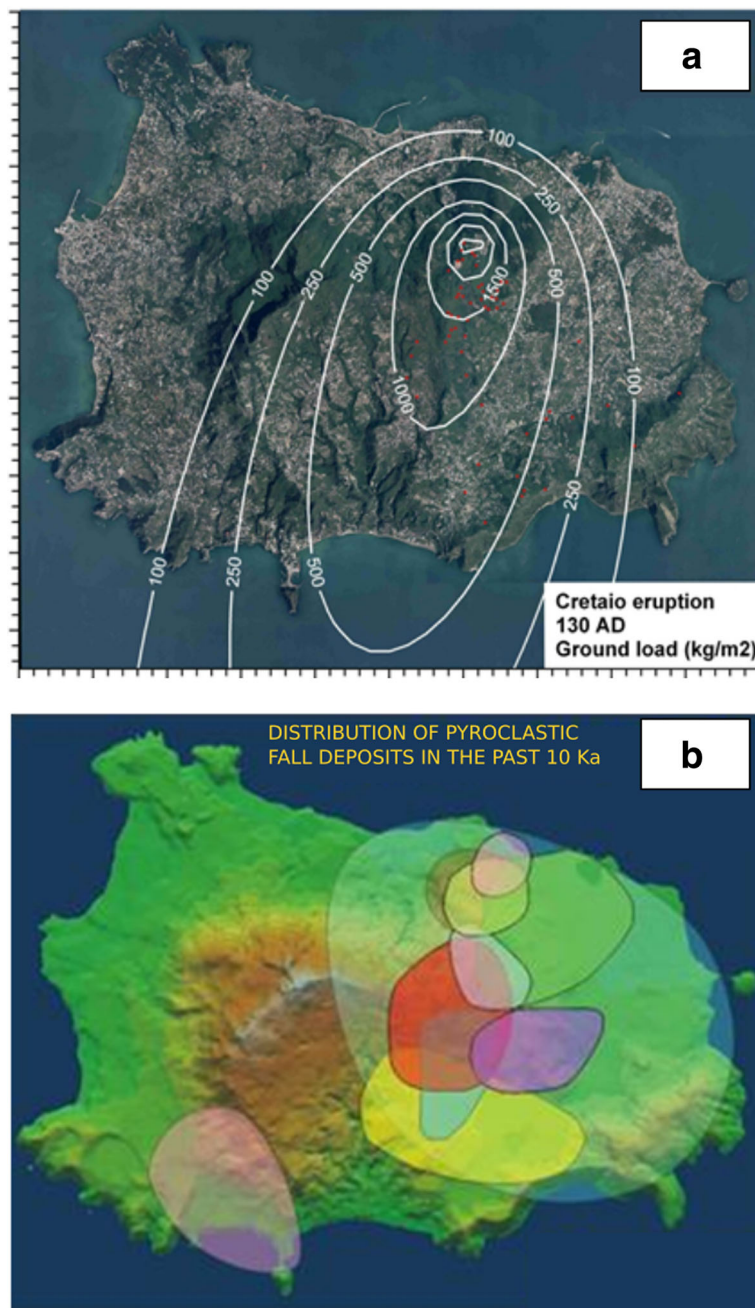 a
100
250
500
100
250
500
1500
1000
100
250
100
250
500
Cretaio eruption
130 AD
Ground load (kg/m2)
DISTRIBUTION OF PYROCLASTIC
FALL DEPOSITS IN THE PAST 10 Ka
b